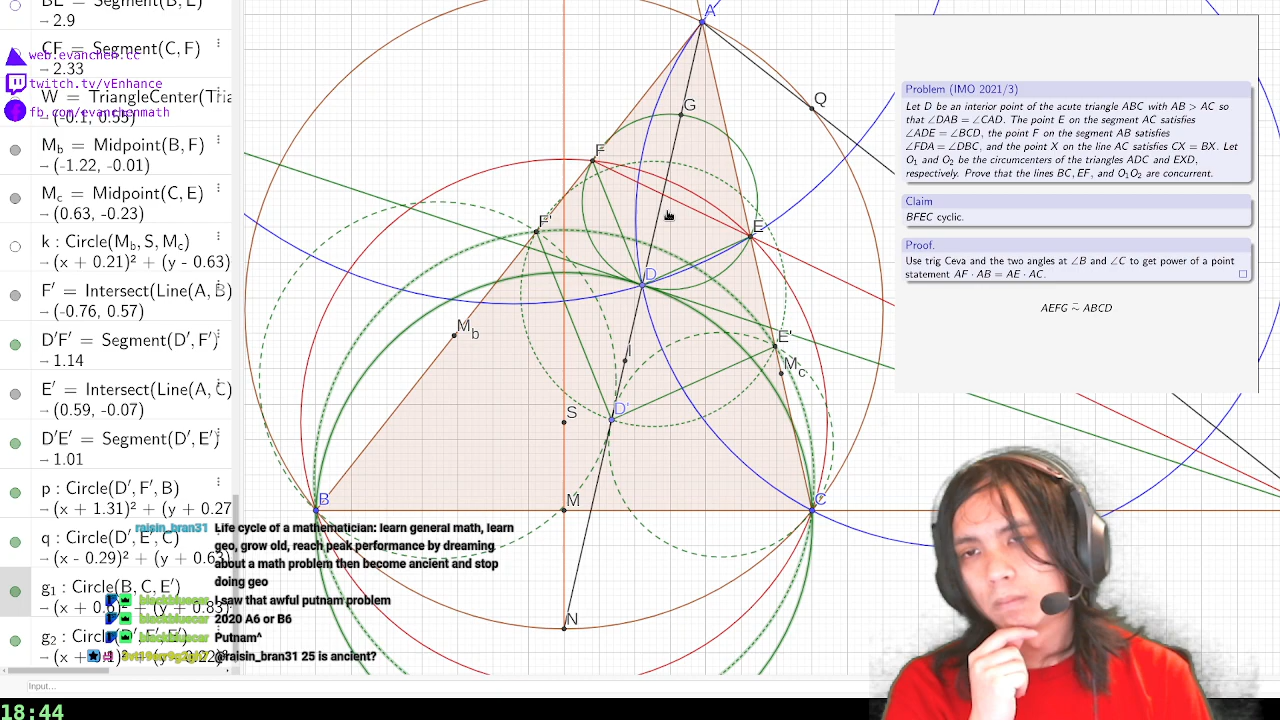 BE = Segment(B, E)
→ 2.9
CF = Segment(C, F)
→ 2.33
web.evanchen.cc
twitch.tv/vEnhance
fb.com/evanchenmath
W = TriangleCenter(Tria
→ (-0.1, 0.55)
M_b = Midpoint(B, F)
→ (-1.22, -0.01)
M_c = Midpoint(C, E)
→ (0.63, -0.23)
k : Circle(M_b, S, M_c)
→ (x + 0.21)² + (y - 0.63)
F' = Intersect(Line(A, B)
→ (-0.76, 0.57)
D'F' = Segment(D', F')
→ 1.14
E' = Intersect(Line(A, C)
→ (0.59, -0.07)
D'E' = Segment(D', E')
→ 1.01
p : Circle(D', F', B)
→ (x + 1.31)² + (y + 0.27
q : Circle(D', E', C)
→ (x - 0.29)² + (y + 0.63)
g₁ : Circle(B, C, E')
Input...
18:44
A
Q
G
F
F'
E
D
E'
M_b
M_c
I
D'
S
B
M
C
N
Problem (IMO 2021/3)
Let D be an interior point of the acute triangle ABC with AB > AC so
that ∠DAB = ∠CAD. The point E on the segment AC satisfies
∠ADE = ∠BCD, the point F on the segment AB satisfies
∠FDA = ∠DBC, and the point X on the line AC satisfies CX = BX. Let
O₁ and O₂ be the circumcenters of the triangles ADC and EXD,
respectively. Prove that the lines BC, EF, and O₁O₂ are concurrent.
Claim
BFEC cyclic.
Proof.
Use trig Ceva and the two angles at ∠B and ∠C to get power of a point
statement AF · AB = AE · AC. □
AEFG ∼ ABCD
raisin_bran31 Life cycle of a mathematician: learn general math, learn
geo, grow old, reach peak performance by dreaming
about a math problem then become ancient and stop
doing geo
I saw that awful putnam problem
2020 A6 or B6
Putnam^
@raisin_bran31 25 is ancient?